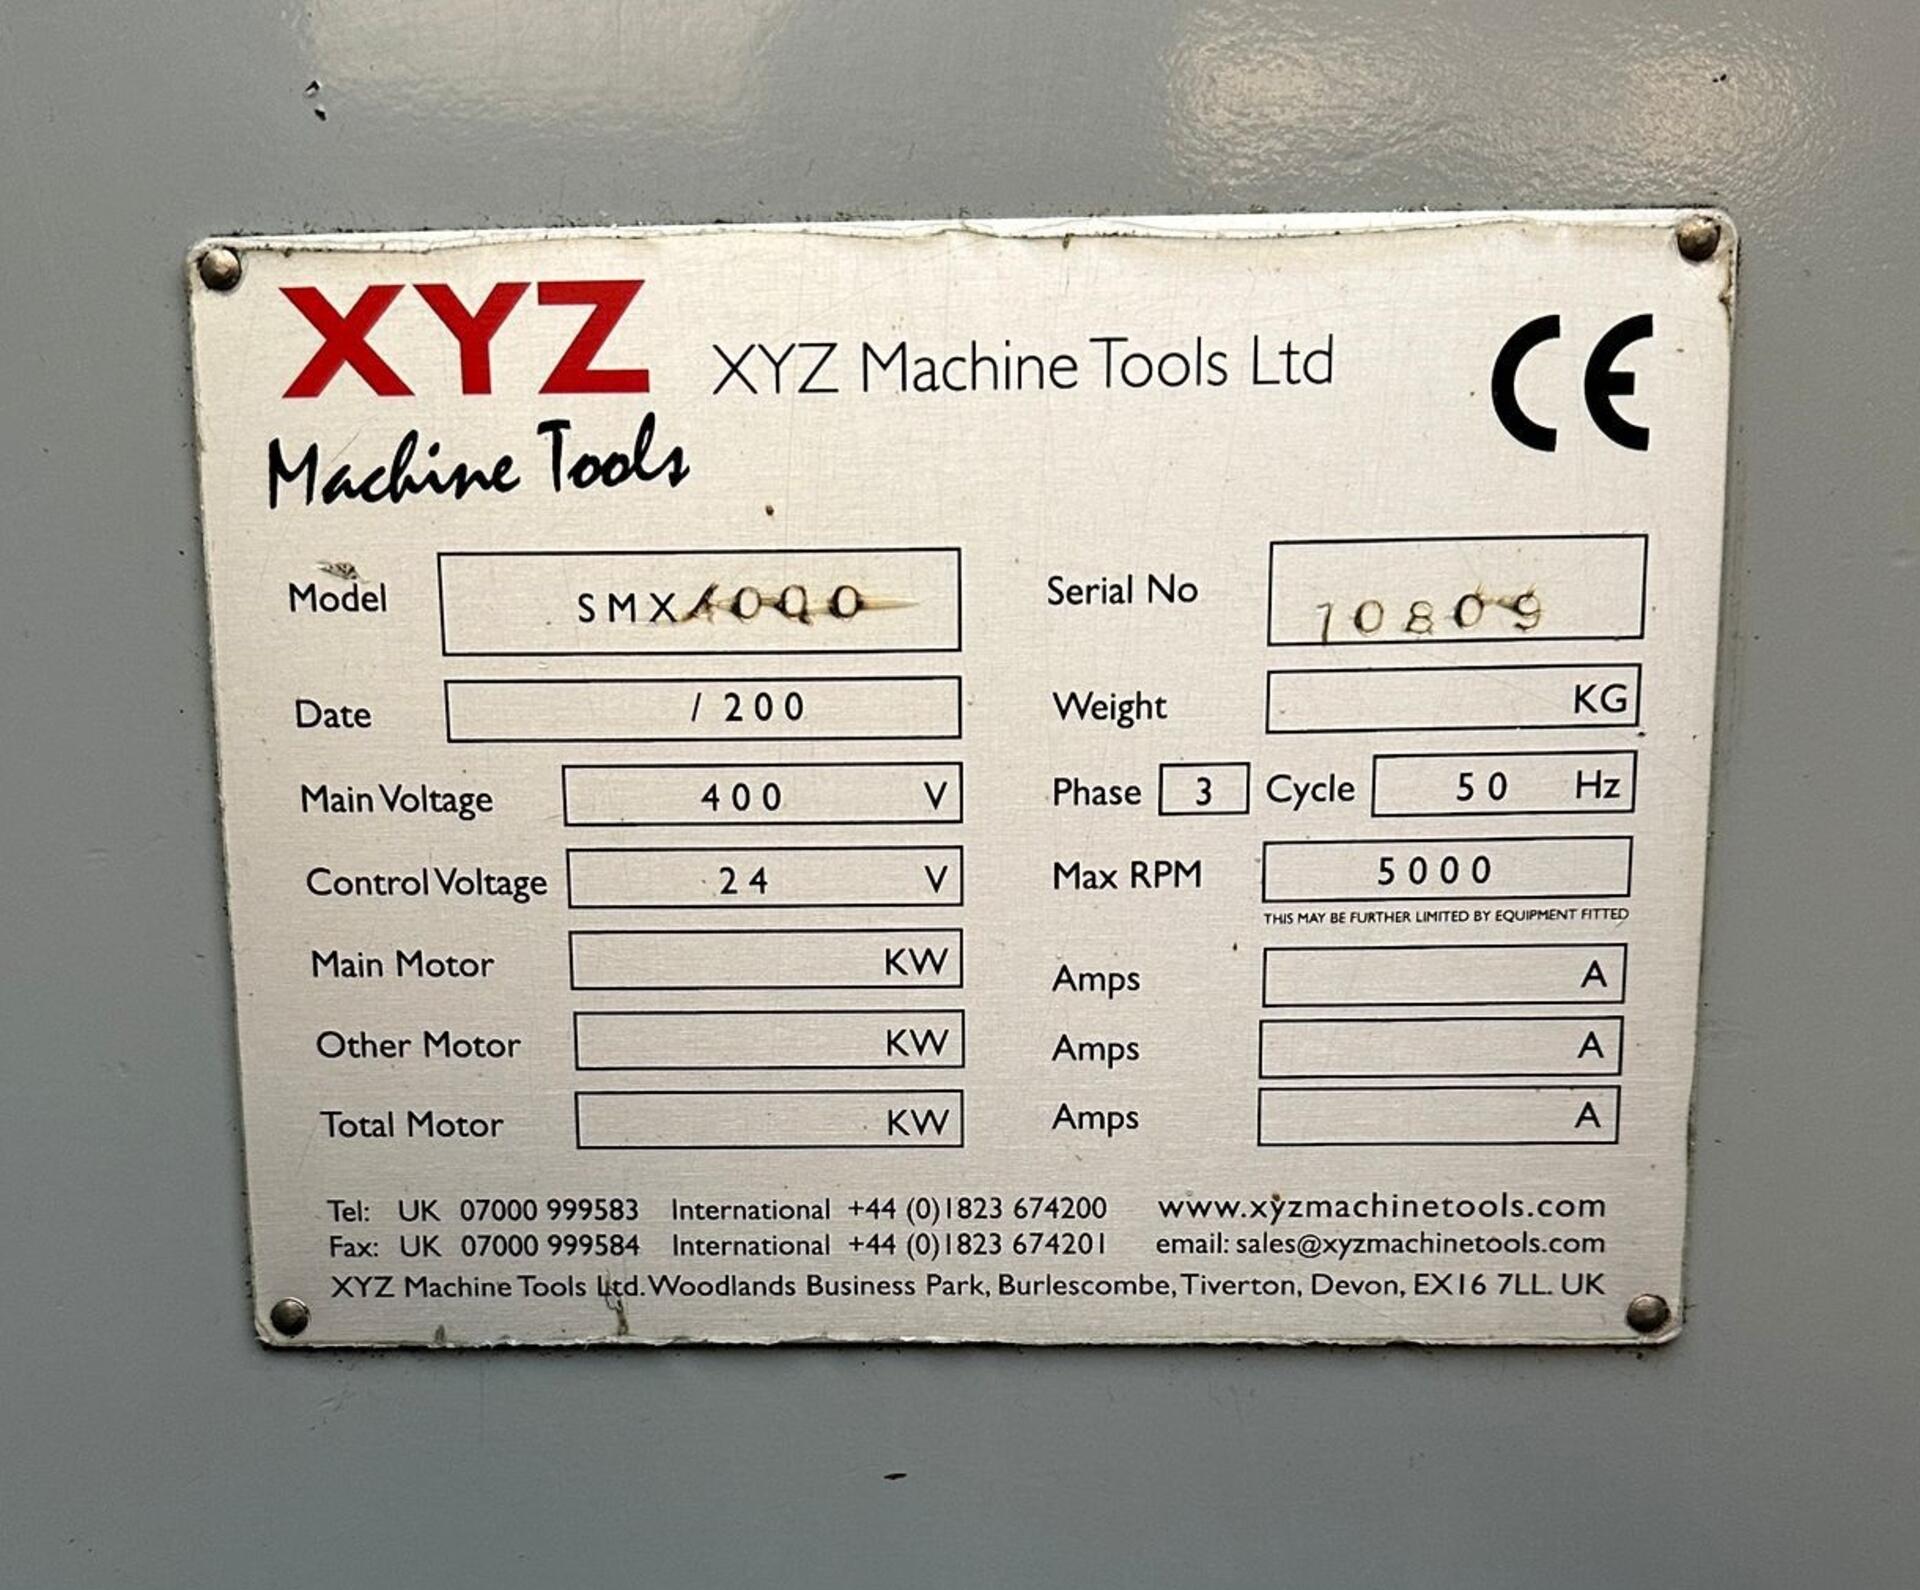 XYZ
Machine Tools
XYZ Machine Tools Ltd
CE
Model SMX 4000 Serial No 10809
Date / 200 Weight KG
Main Voltage 400 V Phase 3 Cycle 50 Hz
Control Voltage 24 V Max RPM 5000
THIS MAY BE FURTHER LIMITED BY EQUIPMENT FITTED
Main Motor KW Amps A
Other Motor KW Amps A
Total Motor KW Amps A
Tel: UK 07000 999583 International +44 (0)1823 674200 www.xyzmachinetools.com
Fax: UK 07000 999584 International +44 (0)1823 674201 email: sales@xyzmachinetools.com
XYZ Machine Tools Ltd. Woodlands Business Park, Burlescombe, Tiverton, Devon, EX16 7LL. UK